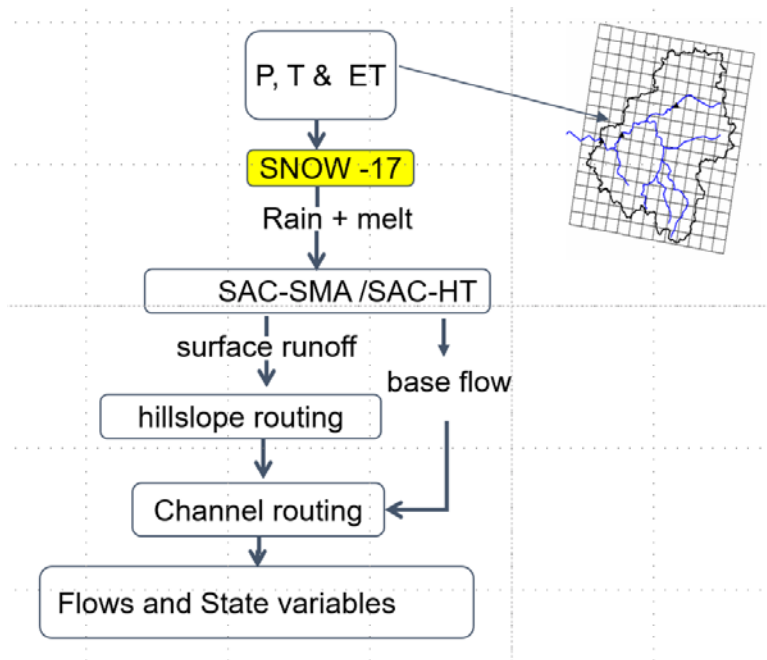 P, T & ET
SNOW -17
Rain + melt
SAC-SMA /SAC-HT
surface runoff
base flow
hillslope routing
Channel routing
Flows and State variables